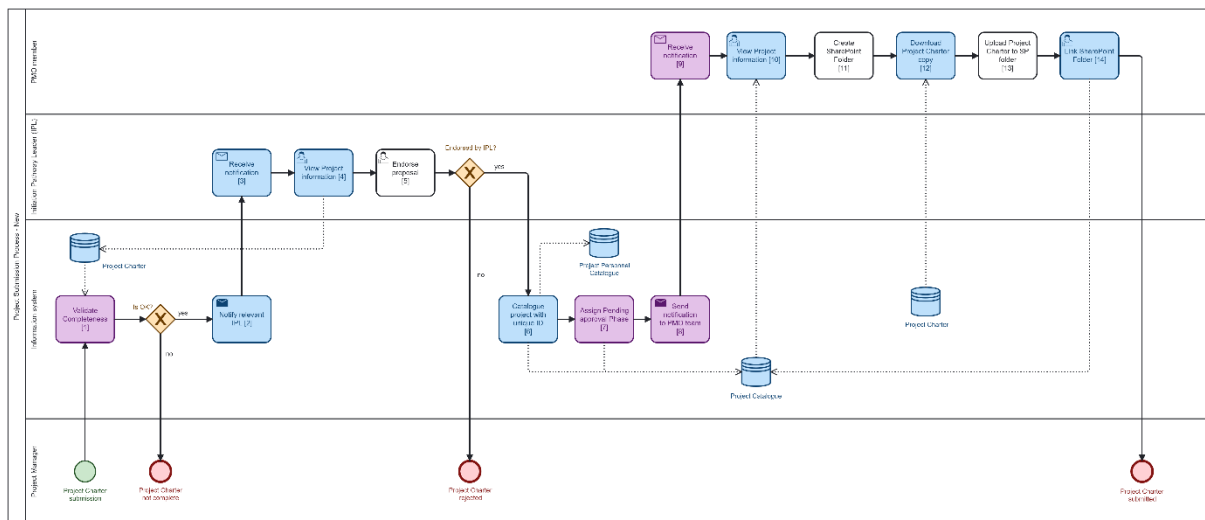 Project Submission Process - New
PMO member
Receive
notification
[9]
View Project
Information [10]
Create
SharePoint
Folder
[11]
Download
Project Charter
copy
[12]
Upload Project
Charter to SP
folder
[13]
Link SharePoint
Folder [14]
Initiation Pathway Leader (IPL)
Receive
notification
[3]
View Project
Information [4]
Endorse
proposal
[5]
Endorsed by IPL?
yes
no
Information system
Project Charter
Validate
Completeness
[1]
Is OK?
yes
no
Notify relevant
IPL [2]
Project Personal
Catalogue
Catalogue
project with
unique ID
[6]
Assign Pending
approval Phase
[7]
Send
notification
to PMO team
[8]
Project Catalogue
Project Charter
Project Manager
Project Charter
submission
Project Charter
not complete
Project Charter
rejected
Project Charter
submitted